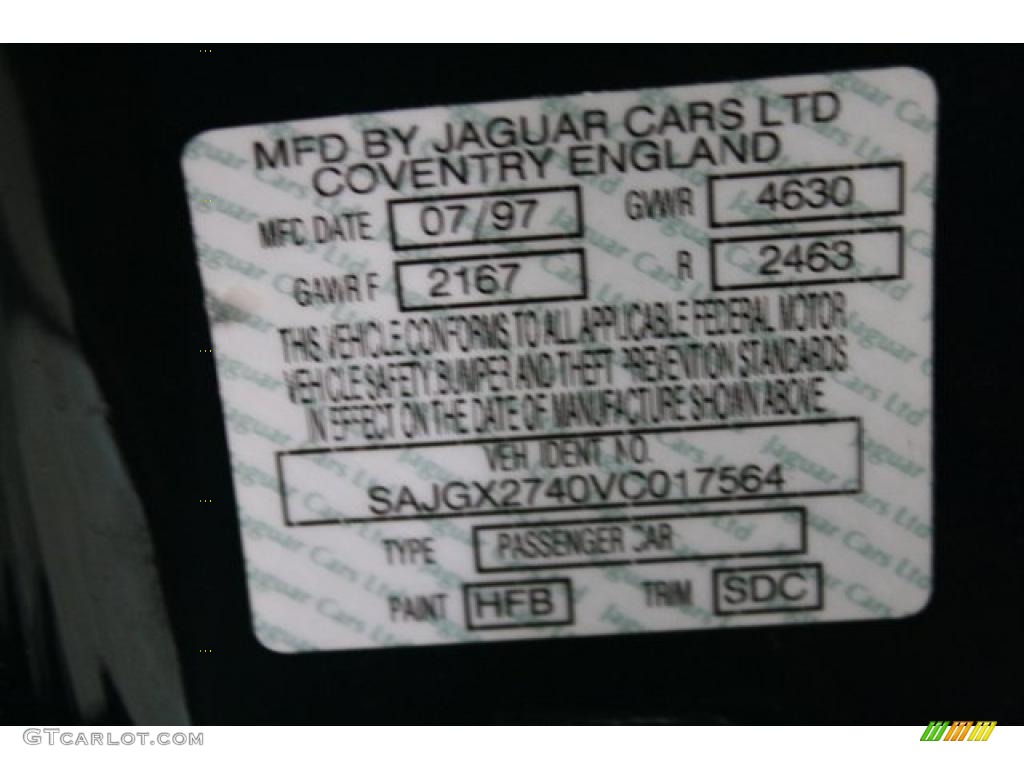 MFD BY JAGUAR CARS LTD
COVENTRY ENGLAND
MFD, DATE 07/97 GVWR 4630
GAWR F 2167 R 2463
THIS VEHICLE CONFORMS TO ALL APPLICABLE FEDERAL MOTOR
VEHICLE SAFETY BUMPER AND THEFT PREVENTION STANDARDS
IN EFFECT ON THE DATE OF MANUFACTURE SHOWN ABOVE
VEH IDENT NO.
SAJGX2740VC017564
TYPE PASSENGER CAR
PAINT HFB TRIM SDC
GTCARLOT.COM